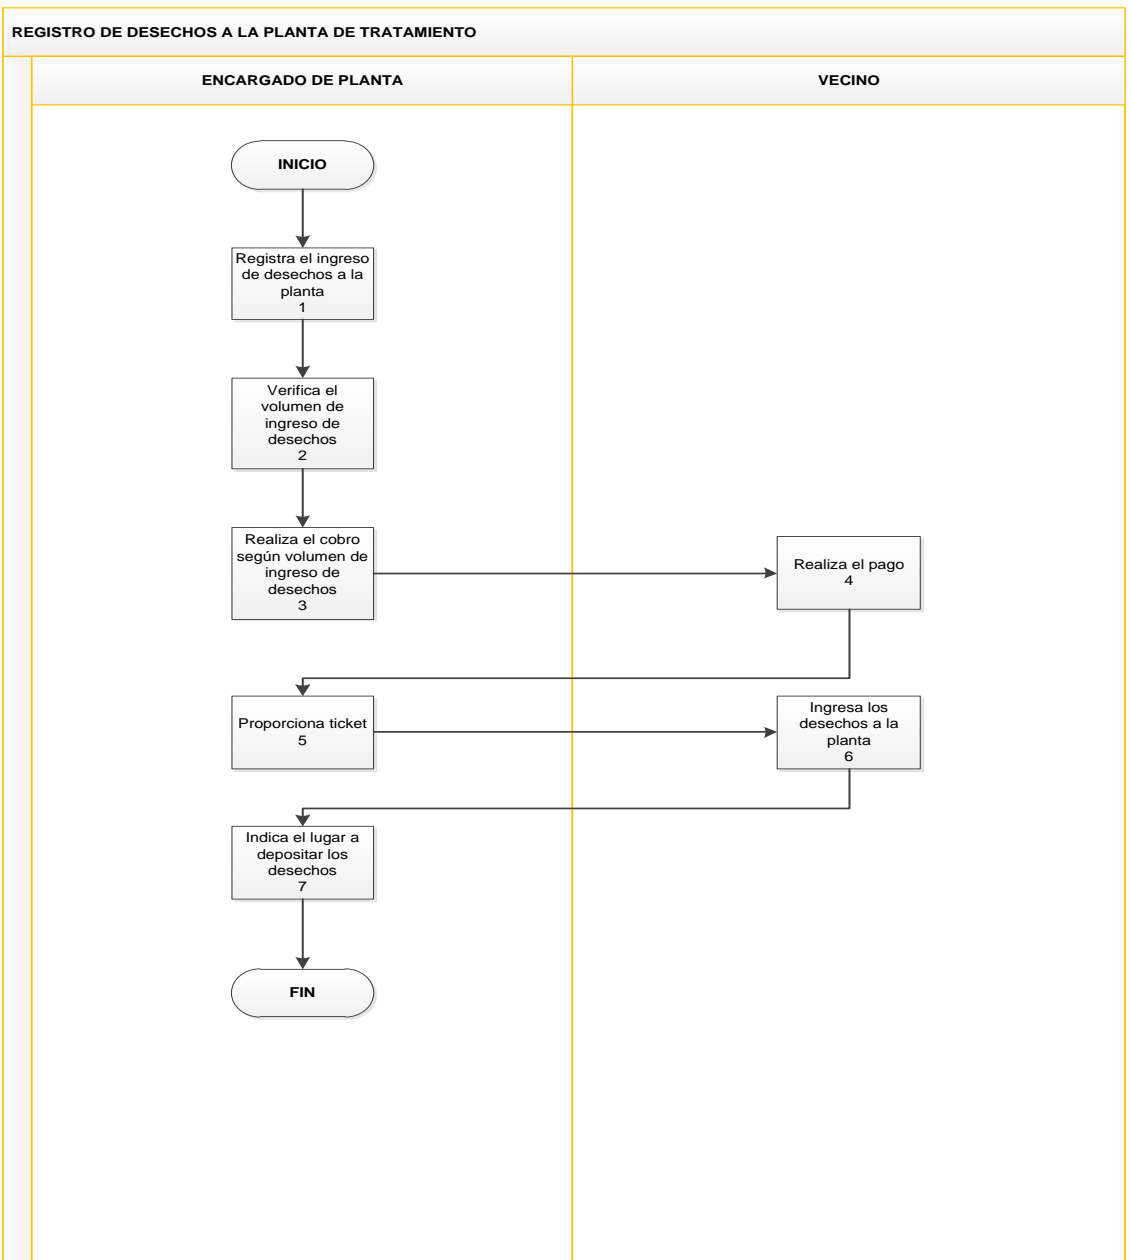 REGISTRO DE DESECHOS A LA PLANTA DE TRATAMIENTO
ENCARGADO DE PLANTA
VECINO
INICIO
Registra el ingreso
de desechos a la
planta
1
Verifica el
volumen de
ingreso de
desechos
2
Realiza el cobro
según volumen de
ingreso de
desechos
3
Realiza el pago
4
Proporciona ticket
5
Ingresa los
desechos a la
planta
6
Indica el lugar a
depositar los
desechos
7
FIN